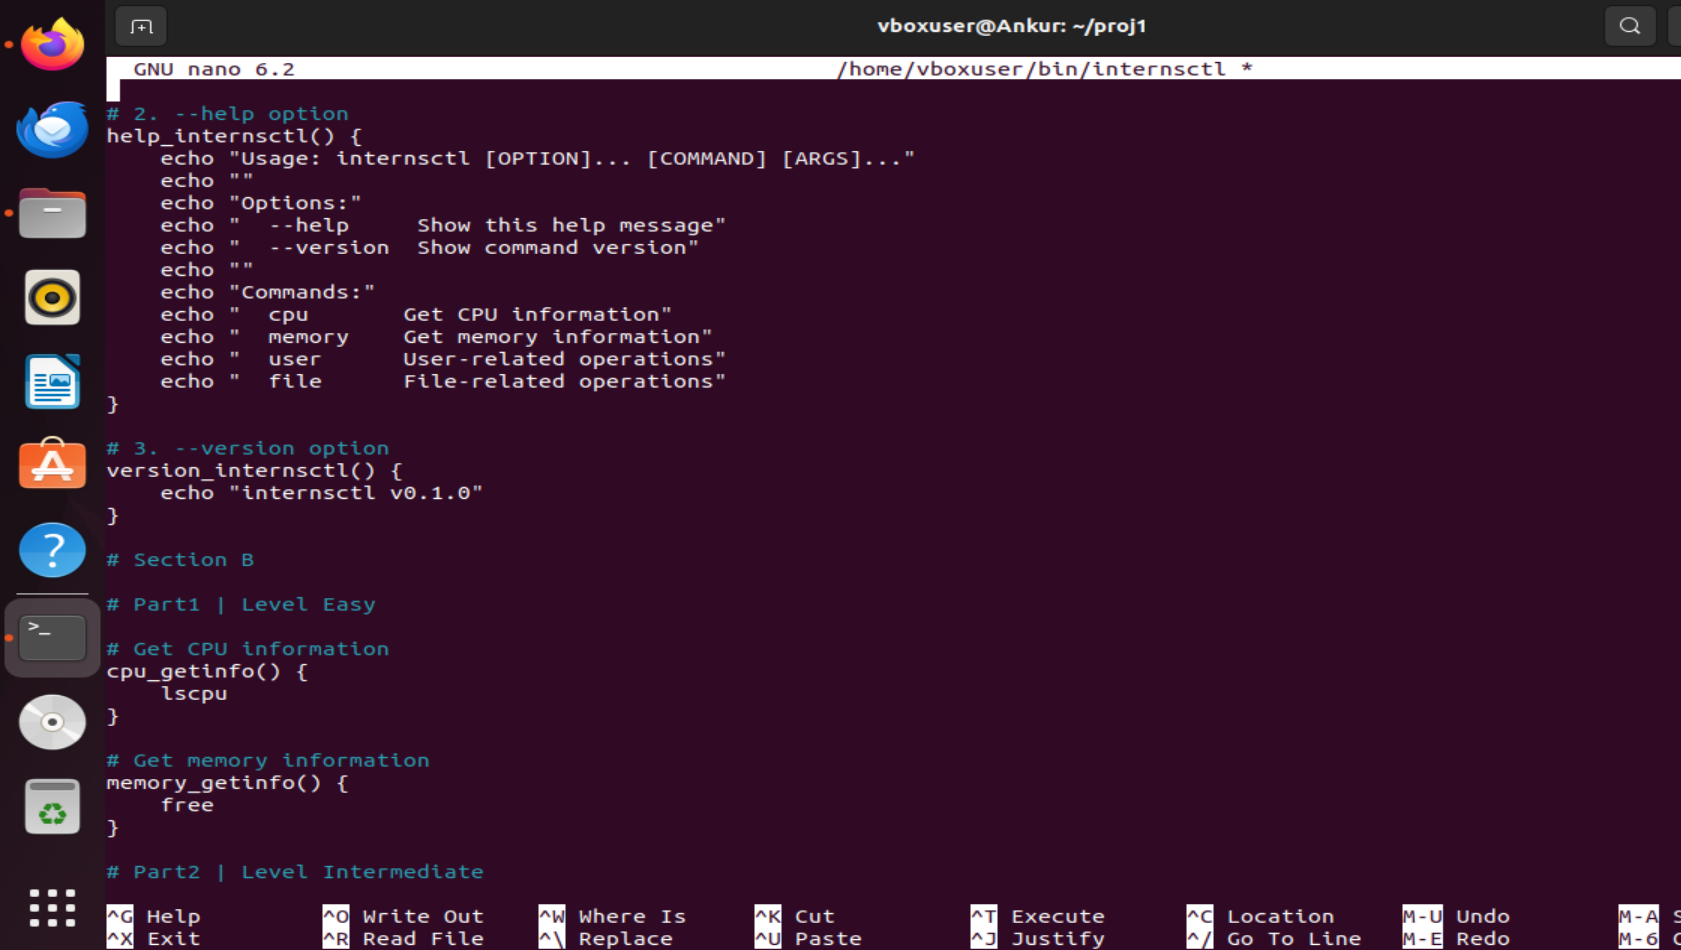 vboxuser@Ankur: ~/proj1
GNU nano 6.2 /home/vboxuser/bin/internsctl *
# 2. --help option
help_internsctl() {
    echo "Usage: internsctl [OPTION]... [COMMAND] [ARGS]..."
    echo ""
    echo "Options:"
    echo "  --help     Show this help message"
    echo "  --version  Show command version"
    echo ""
    echo "Commands:"
    echo "  cpu       Get CPU information"
    echo "  memory    Get memory information"
    echo "  user      User-related operations"
    echo "  file      File-related operations"
}
# 3. --version option
version_internsctl() {
    echo "internsctl v0.1.0"
}
# Section B
# Part1 | Level Easy
# Get CPU information
cpu_getinfo() {
    lscpu
}
# Get memory information
memory_getinfo() {
    free
}
# Part2 | Level Intermediate
^G Help ^O Write Out ^W Where Is ^K Cut ^T Execute ^C Location M-U Undo M-A
^X Exit ^R Read File ^\ Replace ^U Paste ^J Justify ^/ Go To Line M-E Redo M-6